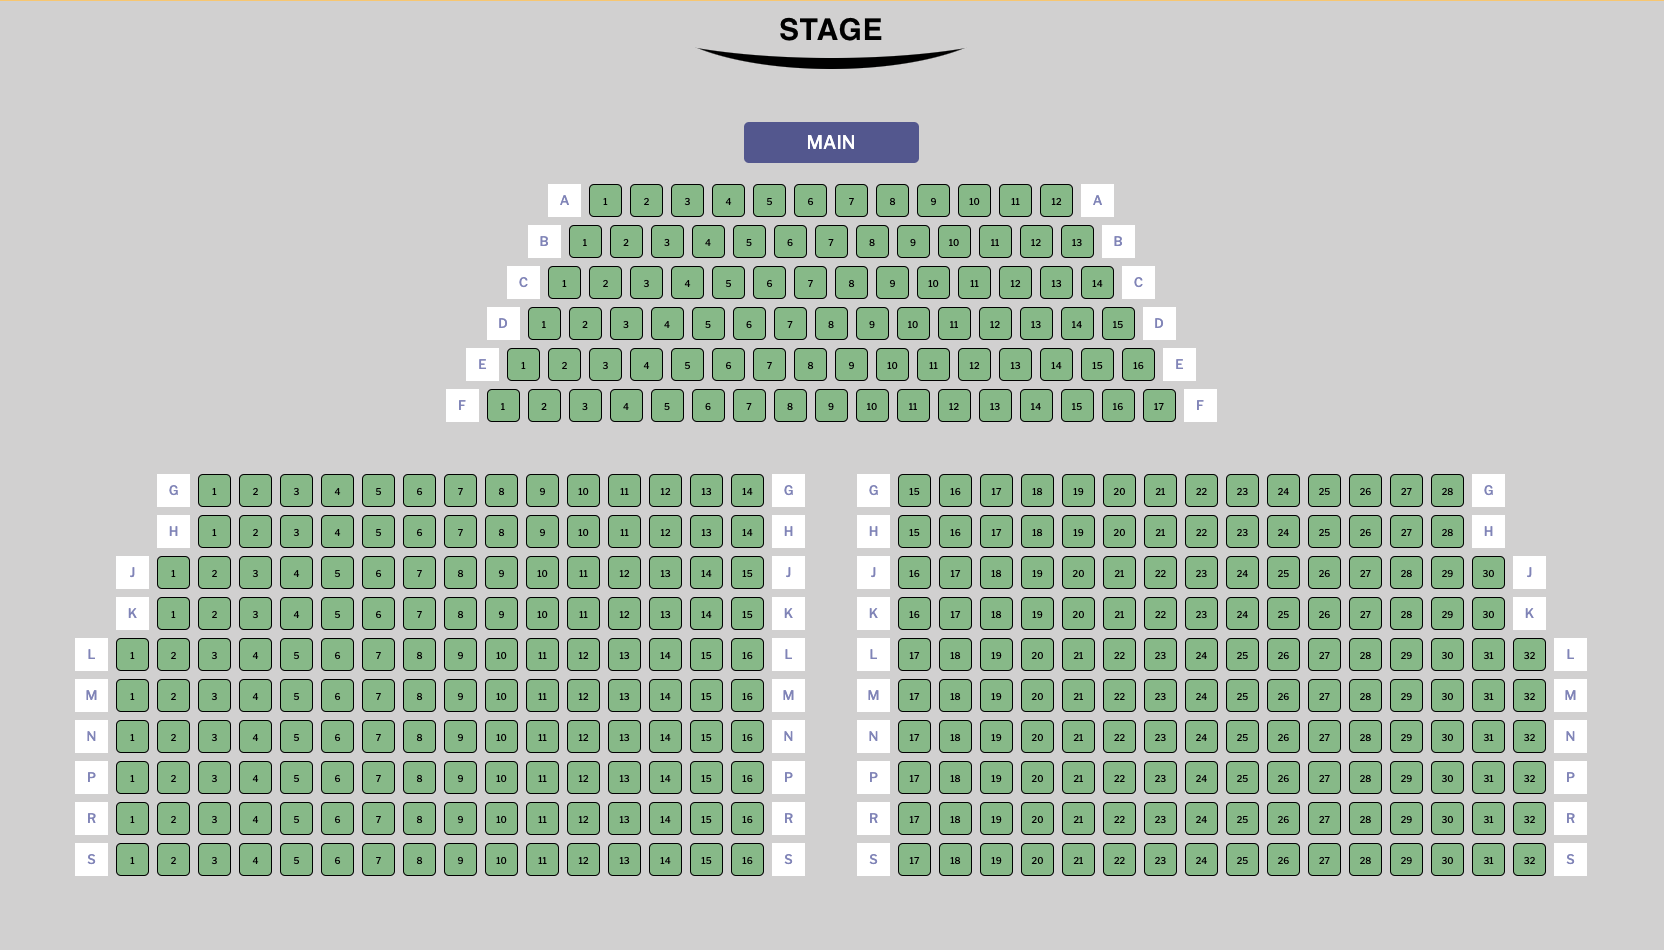 STAGE
MAIN
A 1 2 3 4 5 6 7 8 9 10 11 12 A
B 1 2 3 4 5 6 7 8 9 10 11 12 13 B
C 1 2 3 4 5 6 7 8 9 10 11 12 13 14 C
D 1 2 3 4 5 6 7 8 9 10 11 12 13 14 15 D
E 1 2 3 4 5 6 7 8 9 10 11 12 13 14 15 16 E
F 1 2 3 4 5 6 7 8 9 10 11 12 13 14 15 16 17 F
G 1 2 3 4 5 6 7 8 9 10 11 12 13 14 G G 15 16 17 18 19 20 21 22 23 24 25 26 27 28 G
H 1 2 3 4 5 6 7 8 9 10 11 12 13 14 H H 15 16 17 18 19 20 21 22 23 24 25 26 27 28 H
J 1 2 3 4 5 6 7 8 9 10 11 12 13 14 15 J J 16 17 18 19 20 21 22 23 24 25 26 27 28 29 30 J
K 1 2 3 4 5 6 7 8 9 10 11 12 13 14 15 K K 16 17 18 19 20 21 22 23 24 25 26 27 28 29 30 K
L 1 2 3 4 5 6 7 8 9 10 11 12 13 14 15 16 L L 17 18 19 20 21 22 23 24 25 26 27 28 29 30 31 32 L
M 1 2 3 4 5 6 7 8 9 10 11 12 13 14 15 16 M M 17 18 19 20 21 22 23 24 25 26 27 28 29 30 31 32 M
N 1 2 3 4 5 6 7 8 9 10 11 12 13 14 15 16 N N 17 18 19 20 21 22 23 24 25 26 27 28 29 30 31 32 N
P 1 2 3 4 5 6 7 8 9 10 11 12 13 14 15 16 P P 17 18 19 20 21 22 23 24 25 26 27 28 29 30 31 32 P
R 1 2 3 4 5 6 7 8 9 10 11 12 13 14 15 16 R R 17 18 19 20 21 22 23 24 25 26 27 28 29 30 31 32 R
S 1 2 3 4 5 6 7 8 9 10 11 12 13 14 15 16 S S 17 18 19 20 21 22 23 24 25 26 27 28 29 30 31 32 S